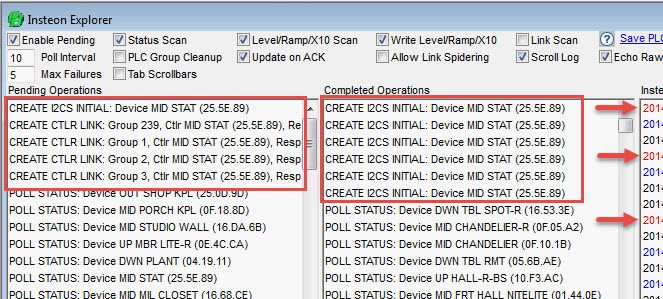 Insteon Explorer
Enable Pending Status Scan Level/Ramp/X10 Scan Write Level/Ramp/X10 Link Scan ? Save PLC
10 Poll Interval PLC Group Cleanup Update on ACK Allow Link Spidering Scroll Log Echo Raw
5 Max Failures Tab Scrollbars
Pending Operations
CREATE I2CS INITIAL: Device MID STAT (25.5E.89)
CREATE CTLR LINK: Group 239, Ctlr MID STAT (25.5E.89), Resp
CREATE CTLR LINK: Group 1, Ctlr MID STAT (25.5E.89), Resp
CREATE CTLR LINK: Group 2, Ctlr MID STAT (25.5E.89), Resp
CREATE CTLR LINK: Group 3, Ctlr MID STAT (25.5E.89), Resp
POLL STATUS: Device OUT SHOP KPL (25.0D.9D)
POLL STATUS: Device MID PORCH KPL (0F.18.8D)
POLL STATUS: Device MID STUDIO WALL (16.DA.6B)
POLL STATUS: Device UP MBR LITE-R (0E.4C.CA)
POLL STATUS: Device DWN PLANT (04.19.11)
POLL STATUS: Device MID STAT (25.5E.89)
POLL STATUS: Device MID MIL CLOSET (16.68.CE)
Completed Operations
CREATE I2CS INITIAL: Device MID STAT (25.5E.89)
CREATE I2CS INITIAL: Device MID STAT (25.5E.89)
CREATE I2CS INITIAL: Device MID STAT (25.5E.89)
CREATE I2CS INITIAL: Device MID STAT (25.5E.89)
CREATE I2CS INITIAL: Device MID STAT (25.5E.89)
CREATE I2CS INITIAL: Device MID STAT (25.5E.89)
POLL STATUS: Device DWN TBL SPOT-R (16.53.3E)
POLL STATUS: Device MID CHANDELIER-R (0F.05.A2)
POLL STATUS: Device MID CHANDELIER (0F.10.1B)
POLL STATUS: Device DWN TBL RMT (05.6B.AE)
POLL STATUS: Device UP HALL-R-BS (10.F3.AC)
POLL STATUS: Device MID FRT HALL NITELITE (01.44.0E)
Inste
2014
2014
2014
2014
2014
2014
2014
2014
2014
2014
2014
2014